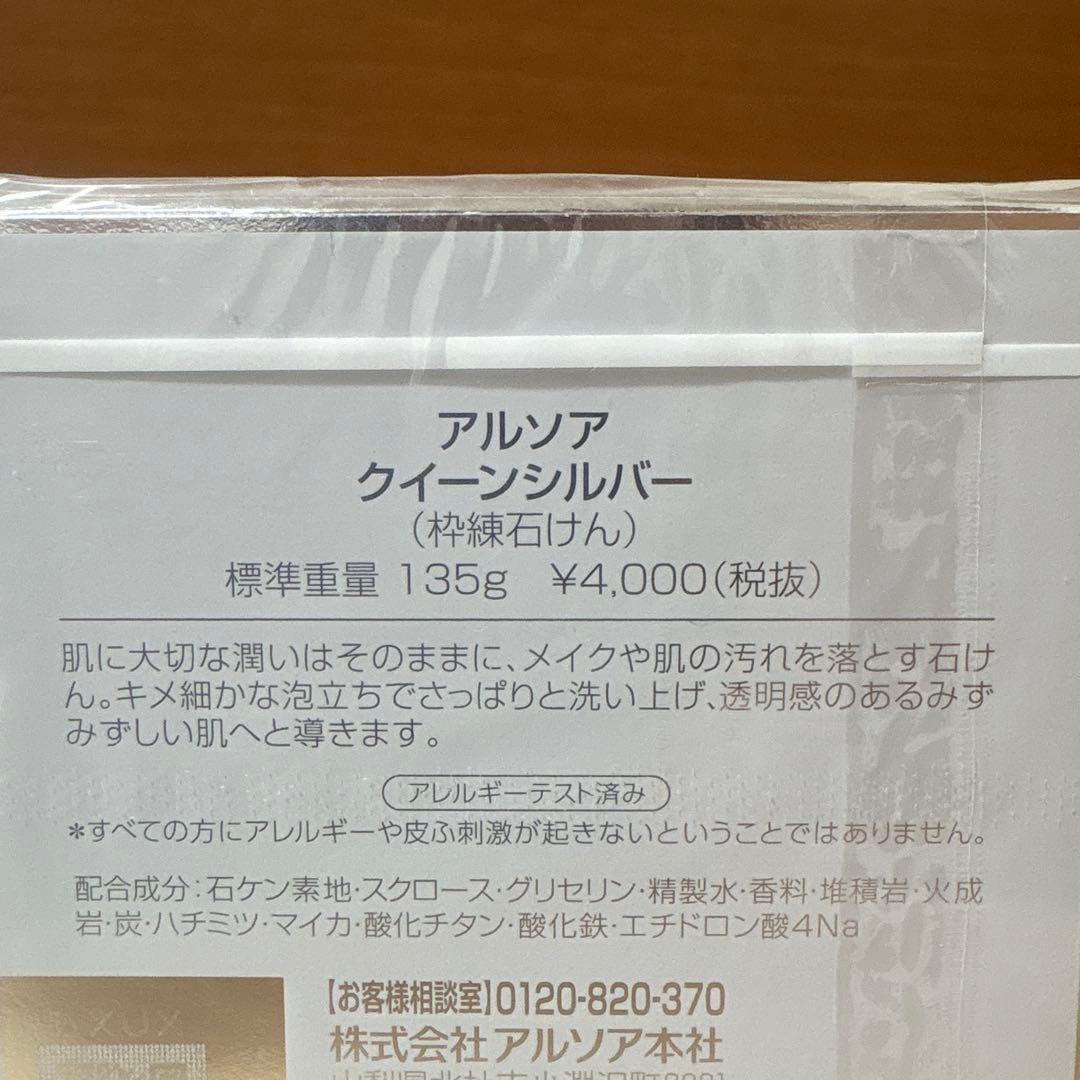 アルソア
クイーンシルバー
(枠練石けん)
標準重量 135g ¥4,000(税抜)
肌に大切な潤いはそのままに、メイクや肌の汚れを落とす石け
ん。キメ細かな泡立ちでさっぱりと洗い上げ、透明感のあるみず
みずしい肌へと導きます。
アレルギーテスト済み
*すべての方にアレルギーや皮ふ刺激が起きないということではありません。
配合成分:石ケン素地・スクロース・グリセリン・精製水・香料・堆積岩・火成
岩・炭・ハチミツ・マイカ・酸化チタン・酸化鉄・エチドロン酸4Na
【お客様相談室】0120-820-370
株式会社アルソア本社